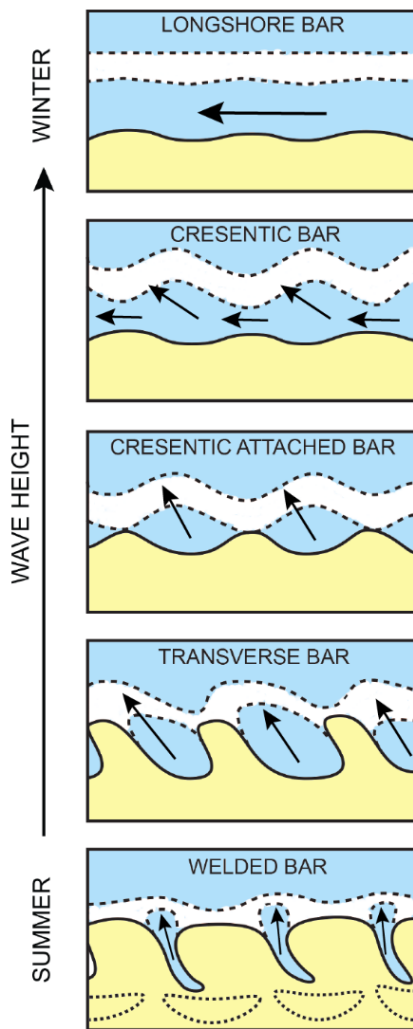 WINTER
WAVE HEIGHT
SUMMER
LONGSHORE BAR
CRESENTIC BAR
CRESENTIC ATTACHED BAR
TRANSVERSE BAR
WELDED BAR